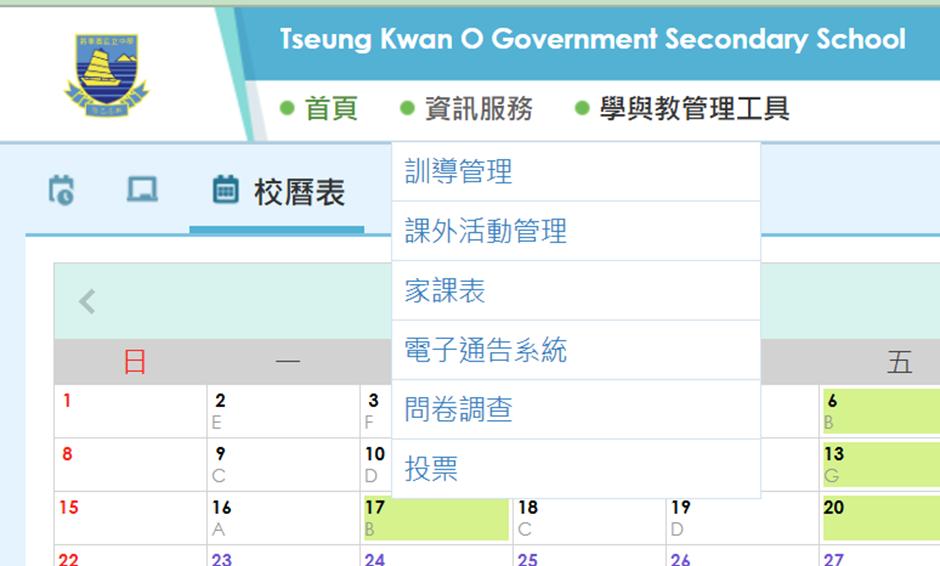 Tseung Kwan O Government Secondary School
首頁 資訊服務 學與教管理工具
訓導管理
校曆表
課外活動管理
家課表
電子通告系統
日 一 五
問卷調查
1 2 3 6
E F B
投票
8 9 10 13
C D G
15 16 17 18 19 20
A B C D
22 23 24 25 26 27